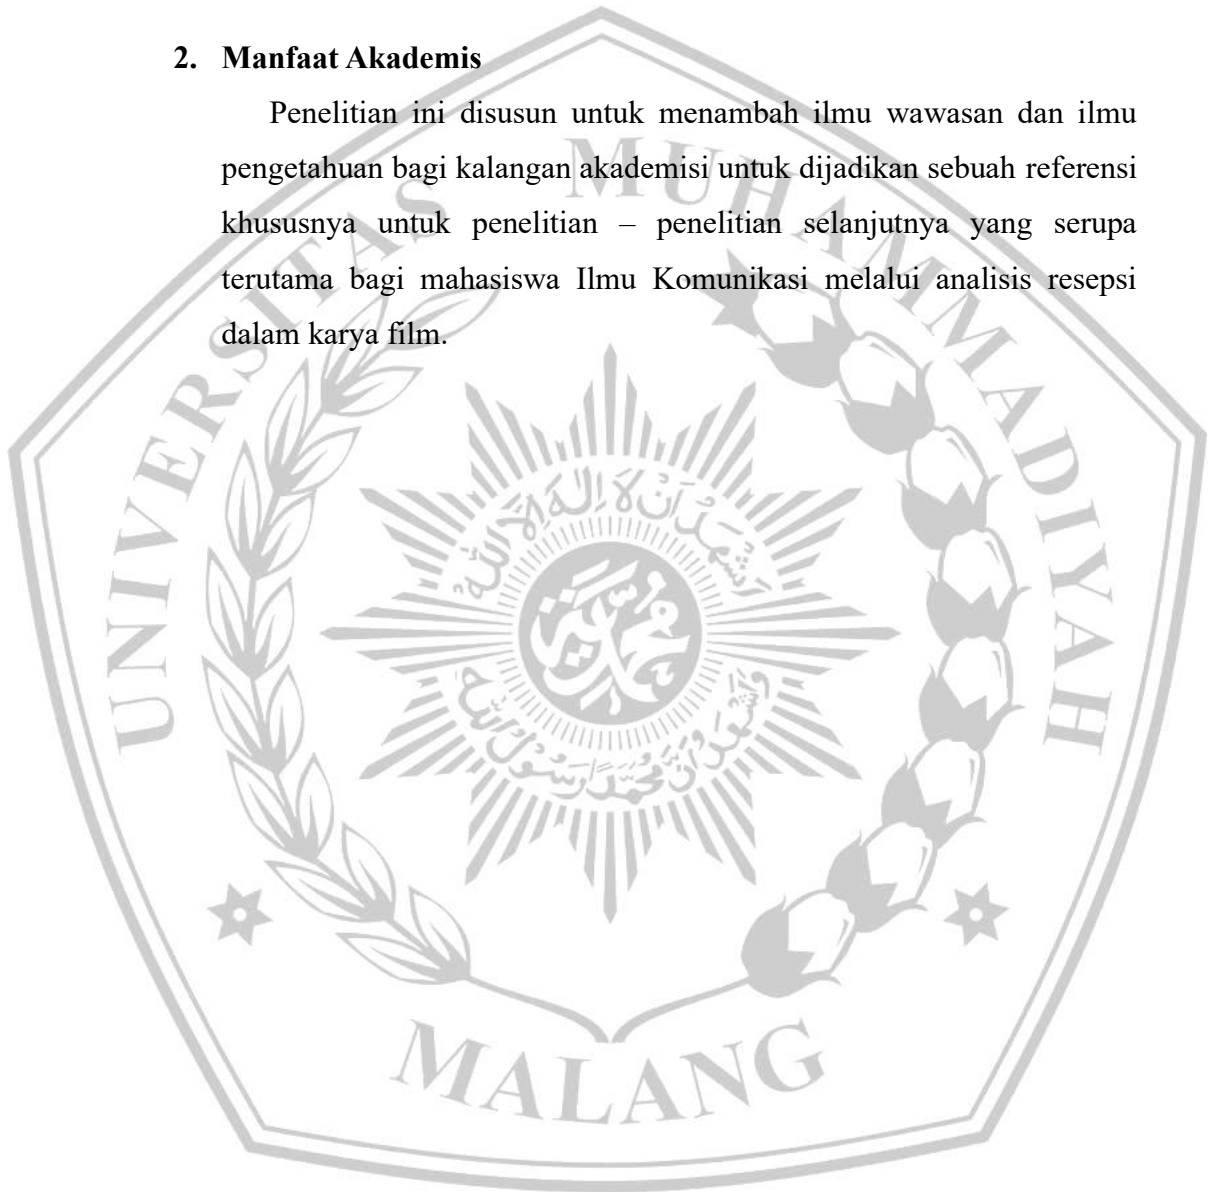 2. Manfaat Akademis
Penelitian ini disusun untuk menambah ilmu wawasan dan ilmu
pengetahuan bagi kalangan akademisi untuk dijadikan sebuah referensi
khususnya untuk penelitian – penelitian selanjutnya yang serupa
terutama bagi mahasiswa Ilmu Komunikasi melalui analisis resepsi
dalam karya film.
UNIVERSITAS MUHAMMADIYAH
MALANG